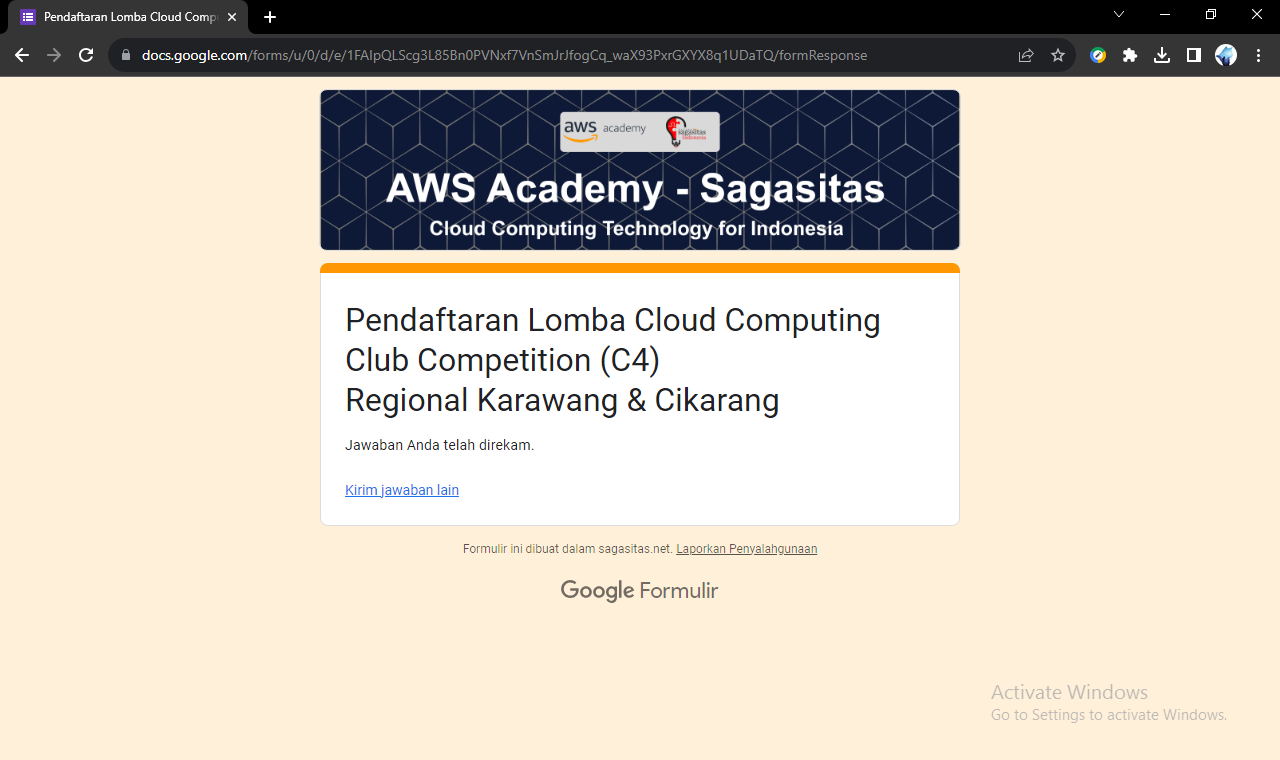 Pendaftaran Lomba Cloud Comp
docs.google.com/forms/u/0/d/e/1FAIpQLScg3L85Bn0PVNxf7VnSmJrJfogCq_waX93PxrGXYX8q1UDaTQ/formResponse
aws academy
sagasitas
Indonesia
AWS Academy - Sagasitas
Cloud Computing Technology for Indonesia
Pendaftaran Lomba Cloud Computing
Club Competition (C4)
Regional Karawang & Cikarang
Jawaban Anda telah direkam.
Kirim jawaban lain
Formulir ini dibuat dalam sagasitas.net. Laporkan Penyalahgunaan
Google Formulir
Activate Windows
Go to Settings to activate Windows.